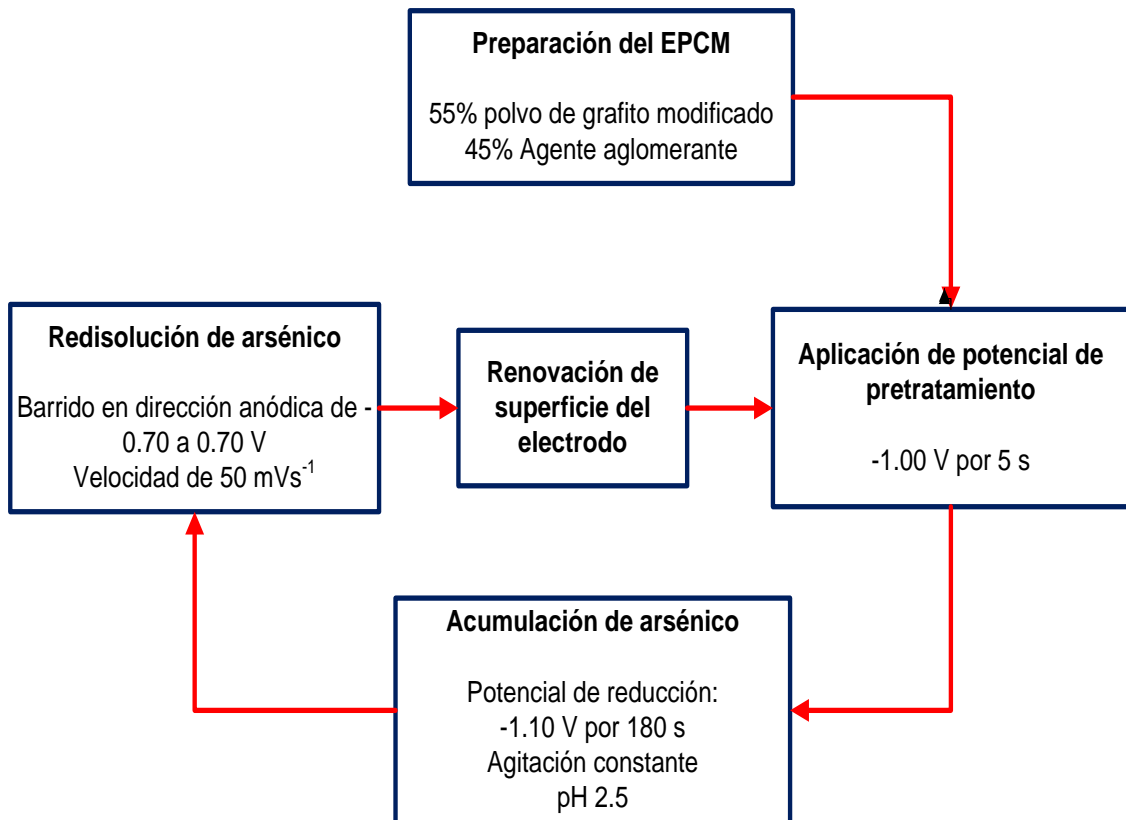 Preparación del EPCM
55% polvo de grafito modificado
45% Agente aglomerante
Redisolución de arsénico
Barrido en dirección anódica de -
0.70 a 0.70 V
Velocidad de 50 mVs⁻¹
Renovación de
superficie del
electrodo
Aplicación de potencial de
pretratamiento
-1.00 V por 5 s
Acumulación de arsénico
Potencial de reducción:
-1.10 V por 180 s
Agitación constante
pH 2.5